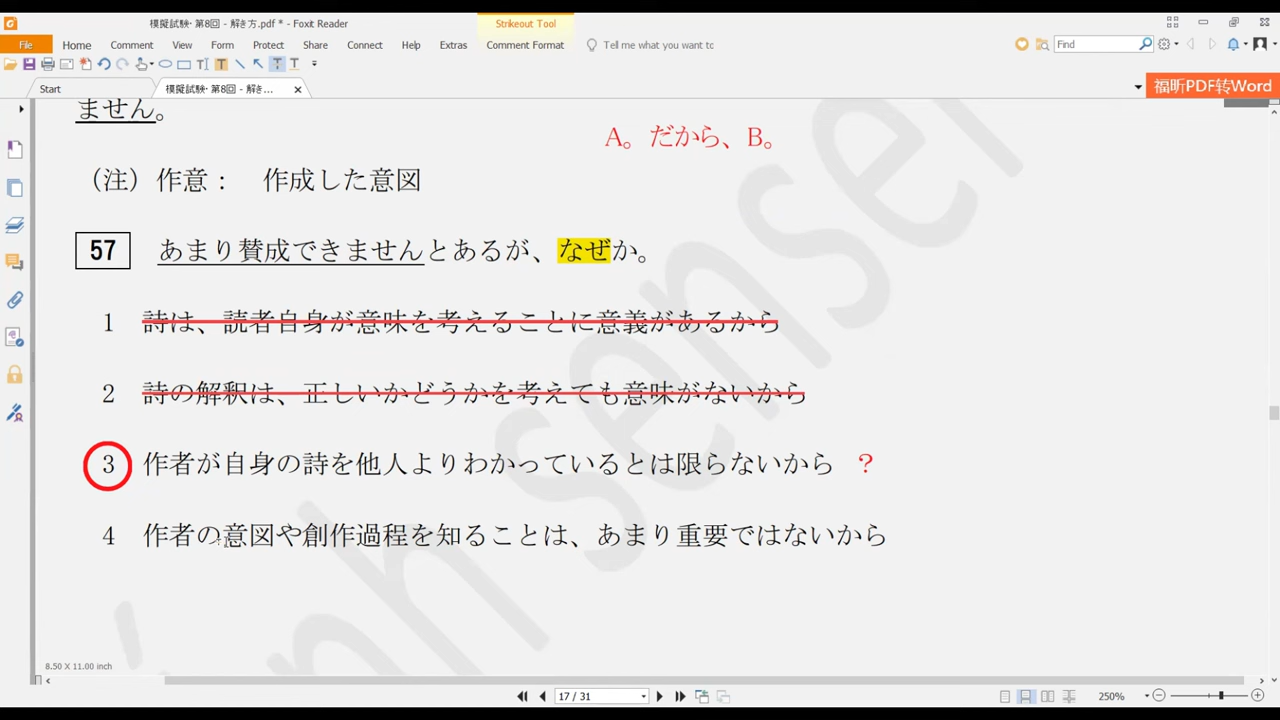 模擬試験· 第8回 - 解き方.pdf * - Foxit Reader
Strikeout Tool
File Home Comment View Form Protect Share Connect Help Extras Comment Format Tell me what you want tc Find
Start 模擬試験· 第8回 - 解き... 福昕PDF转Word
ません。
A。だから、B。
（注）作意： 作成した意図
57 あまり賛成できませんとあるが、なぜか。
1 詩は、読者自身が意味を考えることに意義があるから
2 詩の解釈は、正しいかどうかを考えても意味がないから
3 作者が自身の詩を他人よりわかっているとは限らないから ？
4 作者の意図や創作過程を知ることは、あまり重要ではないから
8.50 X 11.00 inch
17 / 31 250%